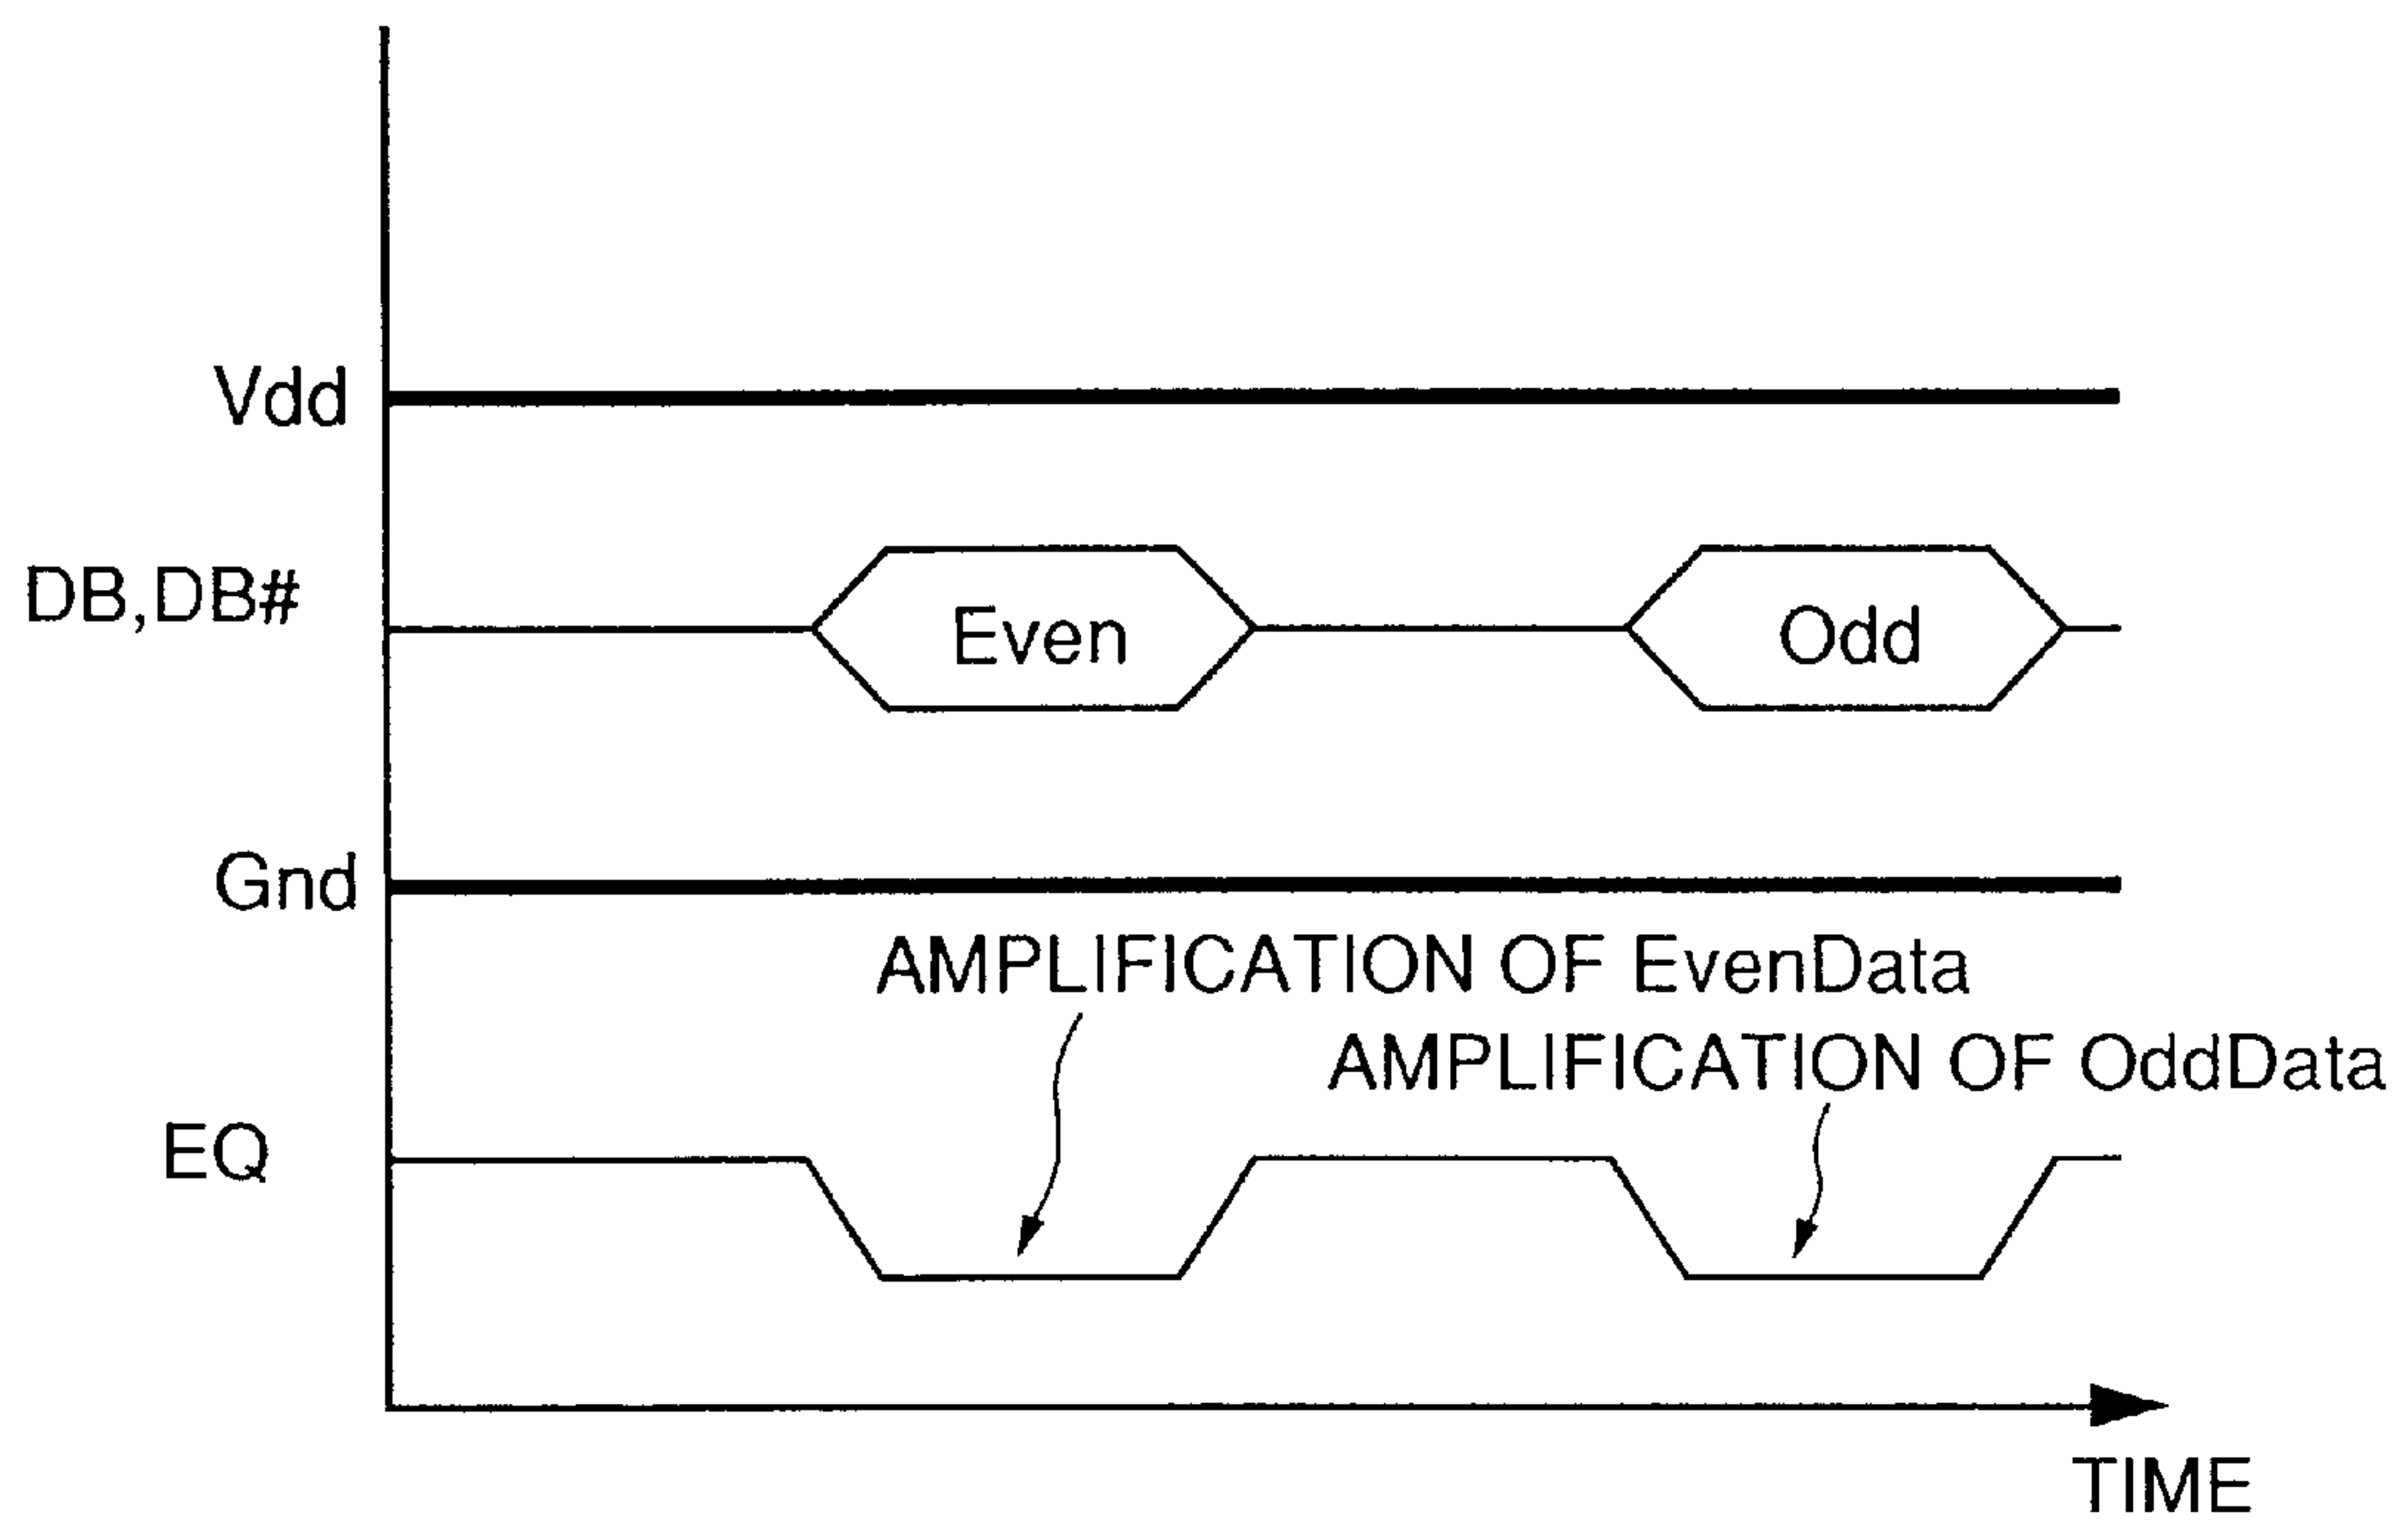 Vdd
DB,DB#
Even
Odd
Gnd
AMPLIFICATION OF EvenData
AMPLIFICATION OF OddData
EQ
TIME